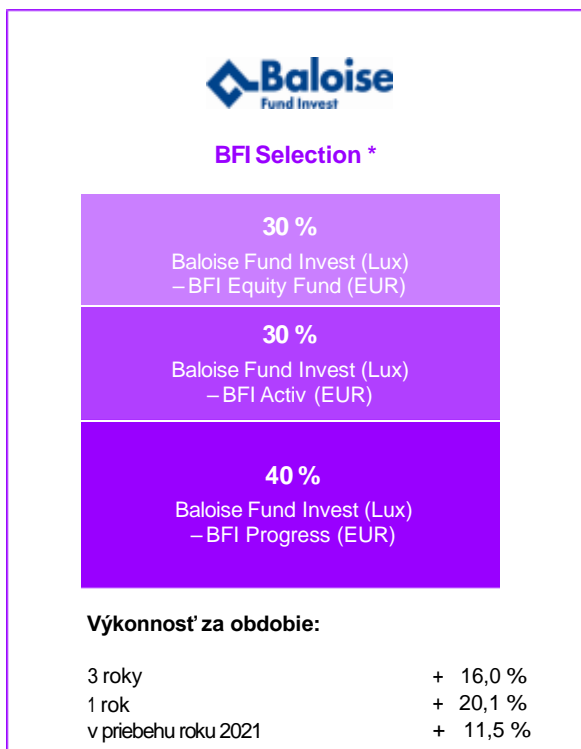 Baloise
Fund Invest
BFI Selection *
30 %
Baloise Fund Invest (Lux)
– BFI Equity Fund (EUR)
30 %
Baloise Fund Invest (Lux)
– BFI Activ (EUR)
40 %
Baloise Fund Invest (Lux)
– BFI Progress (EUR)
Výkonnosť za obdobie:
3 roky + 16,0 %
1 rok + 20,1 %
v priebehu roku 2021 + 11,5 %